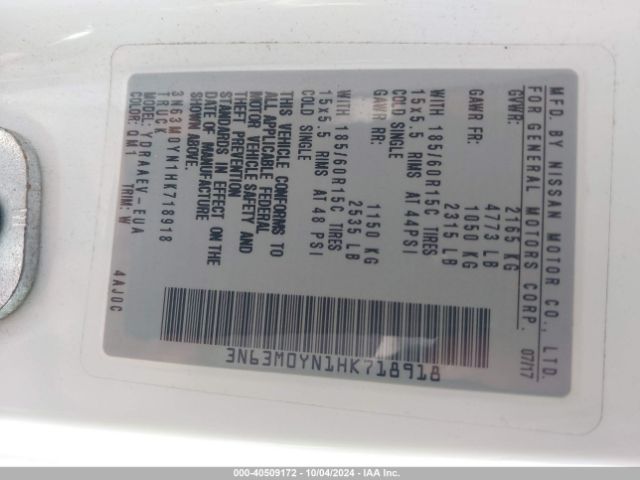 MFD. BY NISSAN MOTOR CO., LTD.
FOR GENERAL MOTORS CORP. 07/17
GVWR: 2165 KG
4773 LB
GAWR FR: 1050 KG
2315 LB
WITH 185/60R15C TIRES
15x5.5 RIMS AT 44PSI
COLD SINGLE
GAWR RR: 1150 KG
2535 LB
WITH 185/60R15C TIRES
15x5.5 RIMS AT 48 PSI
COLD SINGLE
THIS VEHICLE CONFORMS TO
ALL APPLICABLE FEDERAL
MOTOR VEHICLE SAFETY AND
THEFT PREVENTION
STANDARDS IN EFFECT ON THE
DATE OF MANUFACTURE
SHOWN ABOVE.
3N63M0YN1HK718918
TRUCK
MODEL: YDRAAEV-EUA
COLOR: QM1 TRIM: W
4AJ0C
3N63M0YN1HK718918
000-40509172 - 10/04/2024 - IAA Inc.